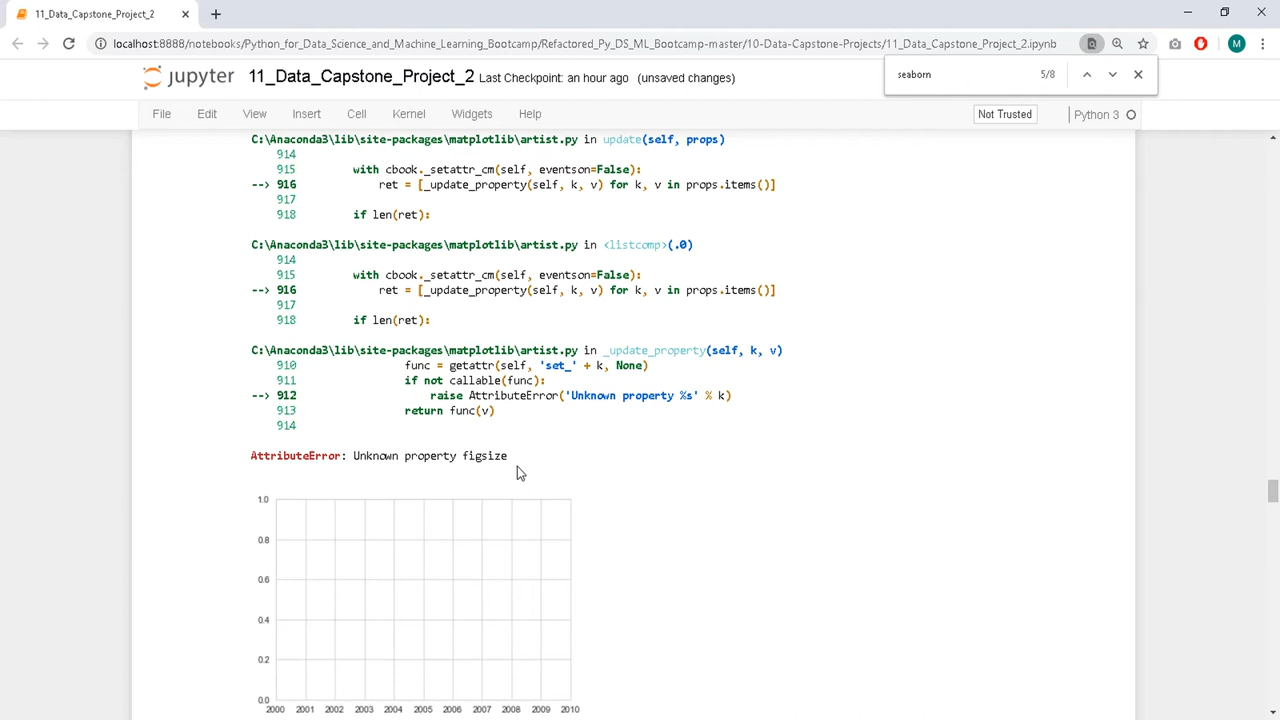 11_Data_Capstone_Project_2
localhost:8888/notebooks/Python_for_Data_Science_and_Machine_Learning_Bootcamp/Refactored_Py_DS_ML_Bootcamp-master/10-Data-Capstone-Projects/11_Data_Capstone_Project_2.ipynb
M
seaborn 5/8
jupyter 11_Data_Capstone_Project_2 Last Checkpoint: an hour ago (unsaved changes)
File Edit View Insert Cell Kernel Widgets Help Not Trusted Python 3
C:\Anaconda3\lib\site-packages\matplotlib\artist.py in update(self, props)
914
915 with cbook._setattr_cm(self, eventson=False):
--> 916 ret = [_update_property(self, k, v) for k, v in props.items()]
917
918 if len(ret):
C:\Anaconda3\lib\site-packages\matplotlib\artist.py in <listcomp>(.0)
914
915 with cbook._setattr_cm(self, eventson=False):
--> 916 ret = [_update_property(self, k, v) for k, v in props.items()]
917
918 if len(ret):
C:\Anaconda3\lib\site-packages\matplotlib\artist.py in _update_property(self, k, v)
910 func = getattr(self, 'set_' + k, None)
911 if not callable(func):
--> 912 raise AttributeError('Unknown property %s' % k)
913 return func(v)
914
AttributeError: Unknown property figsize
1.0
0.8
0.6
0.4
0.2
0.0
2000 2001 2002 2003 2004 2005 2006 2007 2008 2009 2010